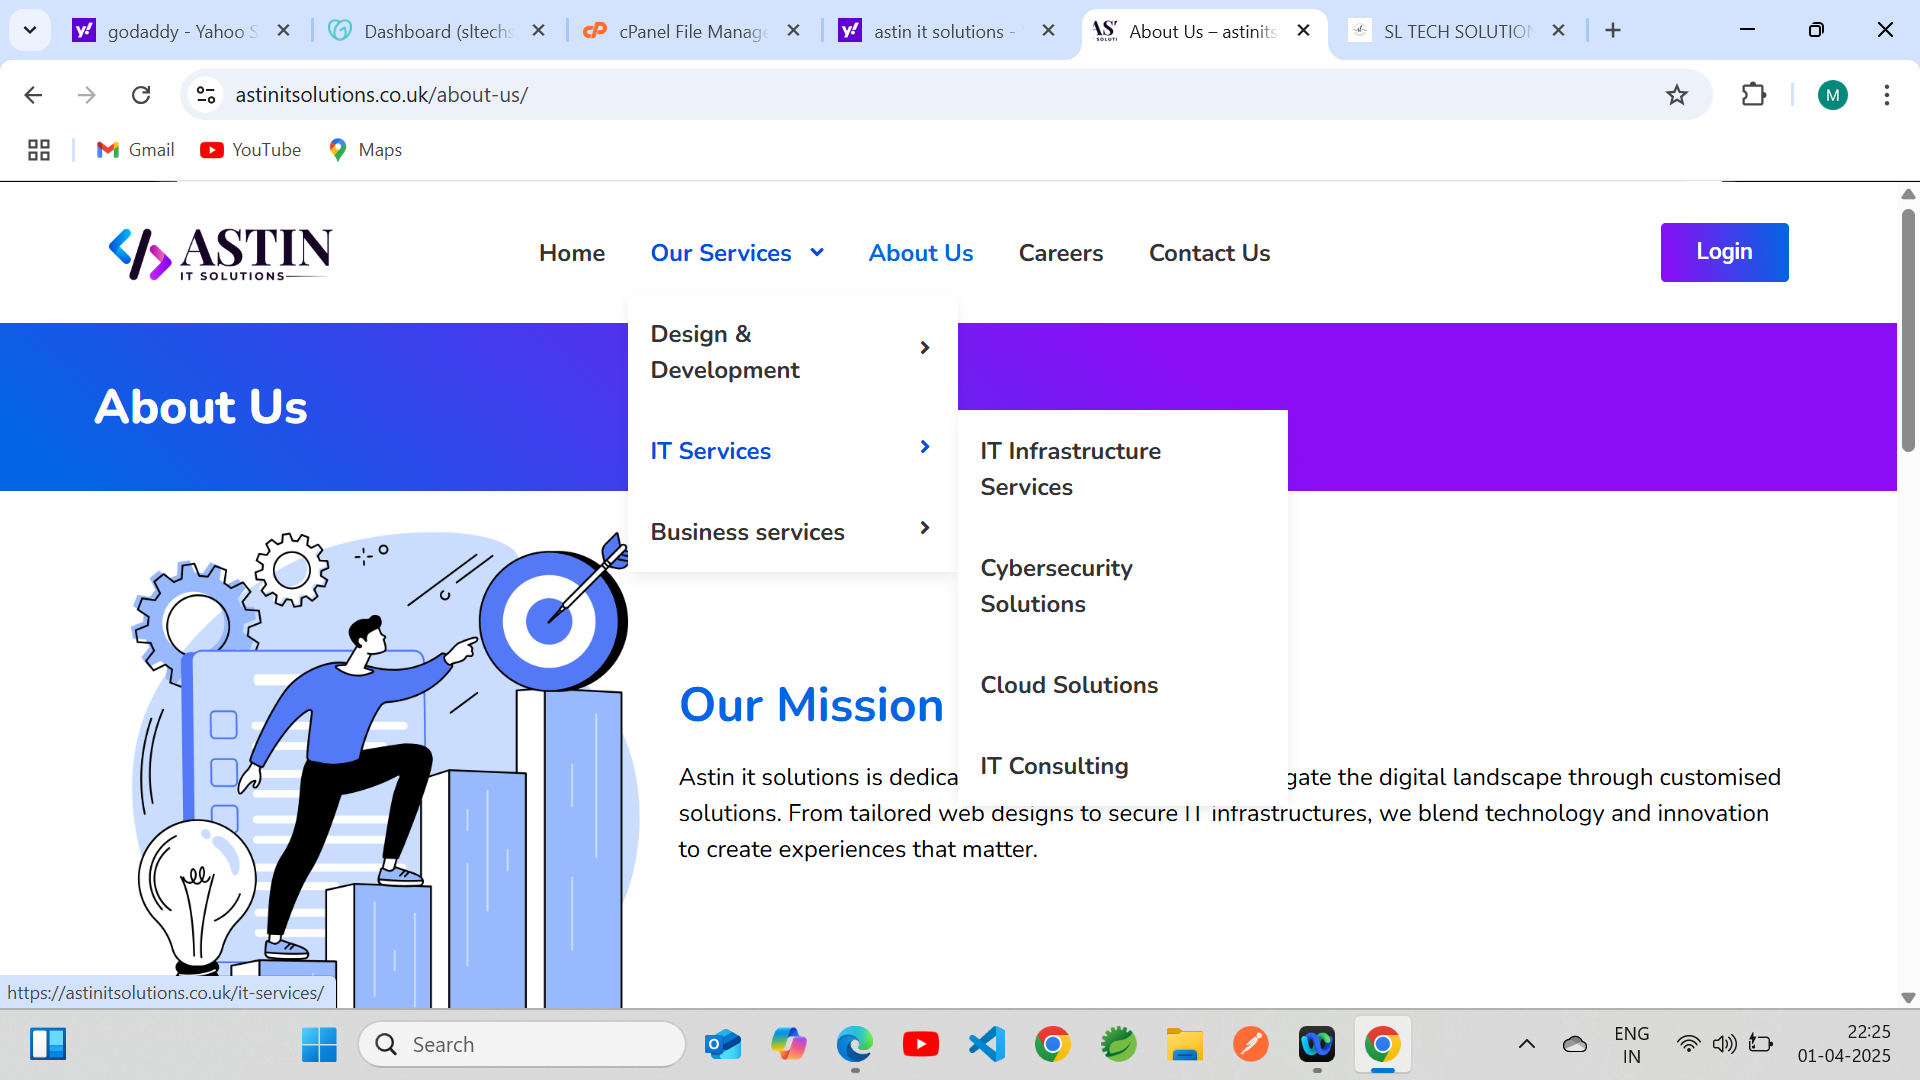 godaddy - Yahoo S
Dashboard (sltechs
cPanel File Manage
astin it solutions -
About Us – astinits
SL TECH SOLUTION
astinitsolutions.co.uk/about-us/
M
Gmail
YouTube
Maps
ASTIN
IT SOLUTIONS
Home
Our Services
About Us
Careers
Contact Us
Login
Design &
Development
About Us
IT Services
IT Infrastructure
Services
Business services
Cybersecurity
Solutions
Cloud Solutions
Our Mission
IT Consulting
Astin it solutions is dedica
gate the digital landscape through customised
solutions. From tailored web designs to secure IT infrastructures, we blend technology and innovation
to create experiences that matter.
https://astinitsolutions.co.uk/it-services/
Search
ENG
IN
22:25
01-04-2025